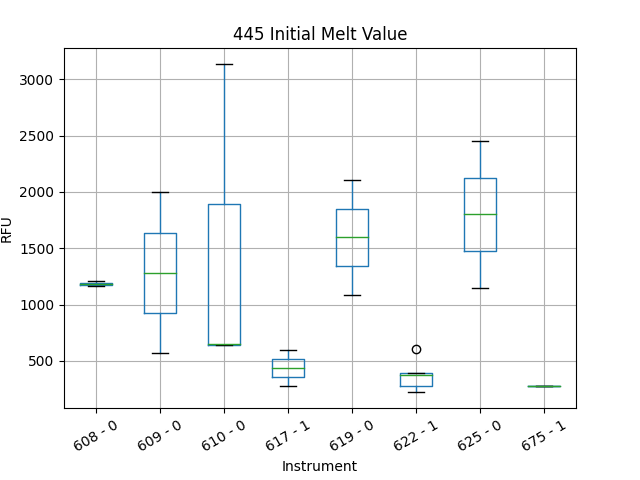 445 Initial Melt Value
3000
2500
2000
1500
1000
500
RFU
608 - 0
609 - 0
610 - 0
617 - 1
619 - 0
622 - 1
625 - 0
675 - 1
Instrument